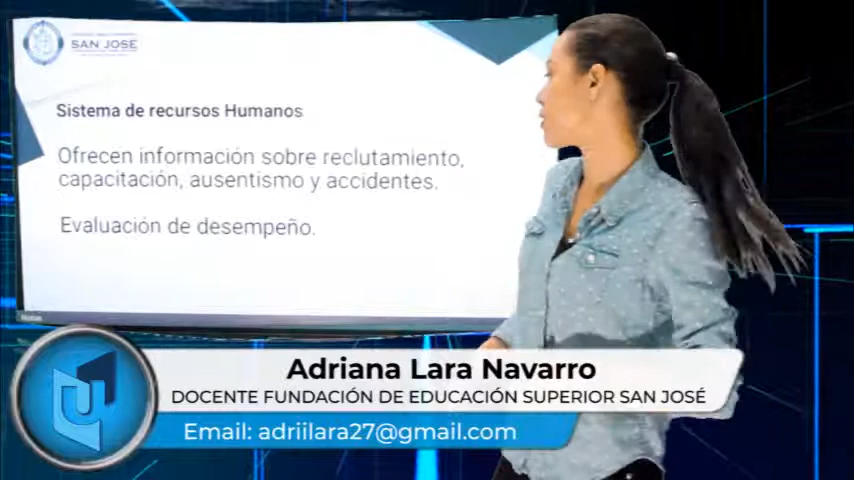 SAN JOSE
Sistema de recursos Humanos
Ofrecen información sobre reclutamiento,
capacitación, ausentismo y accidentes.
Evaluación de desempeño.
Adriana Lara Navarro
DOCENTE FUNDACIÓN DE EDUCACIÓN SUPERIOR SAN JOSÉ
Email: adriilara27@gmail.com